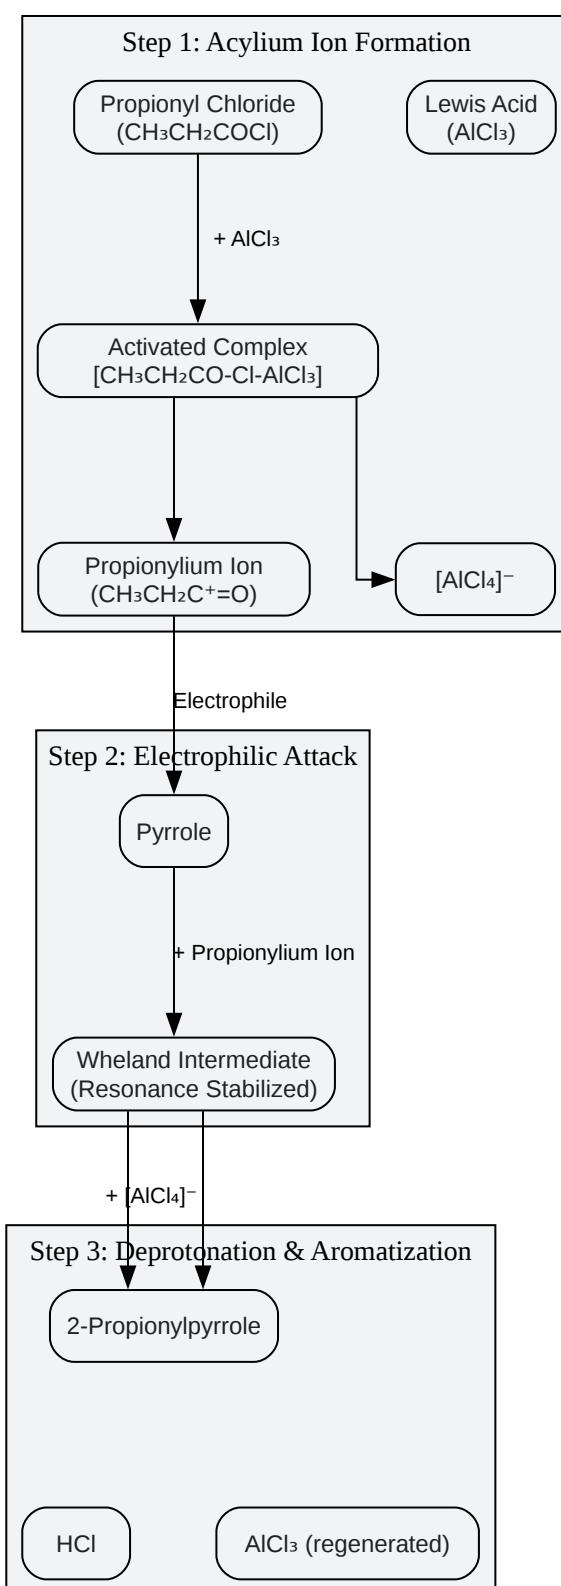 Step 1: Acylium Ion Formation
Propionyl Chloride
(CH₃CH₂COCl)
Lewis Acid
(AlCl₃)
+ AlCl₃
Activated Complex
[CH₃CH₂CO-Cl-AlCl₃]
Propionylium Ion
(CH₃CH₂C⁺=O)
[AlCl₄]⁻
Electrophile
Step 2: Electrophilic Attack
Pyrrole
+ Propionylium Ion
Wheland Intermediate
(Resonance Stabilized)
+ [AlCl₄]⁻
Step 3: Deprotonation & Aromatization
2-Propionylpyrrole
HCl
AlCl₃ (regenerated)